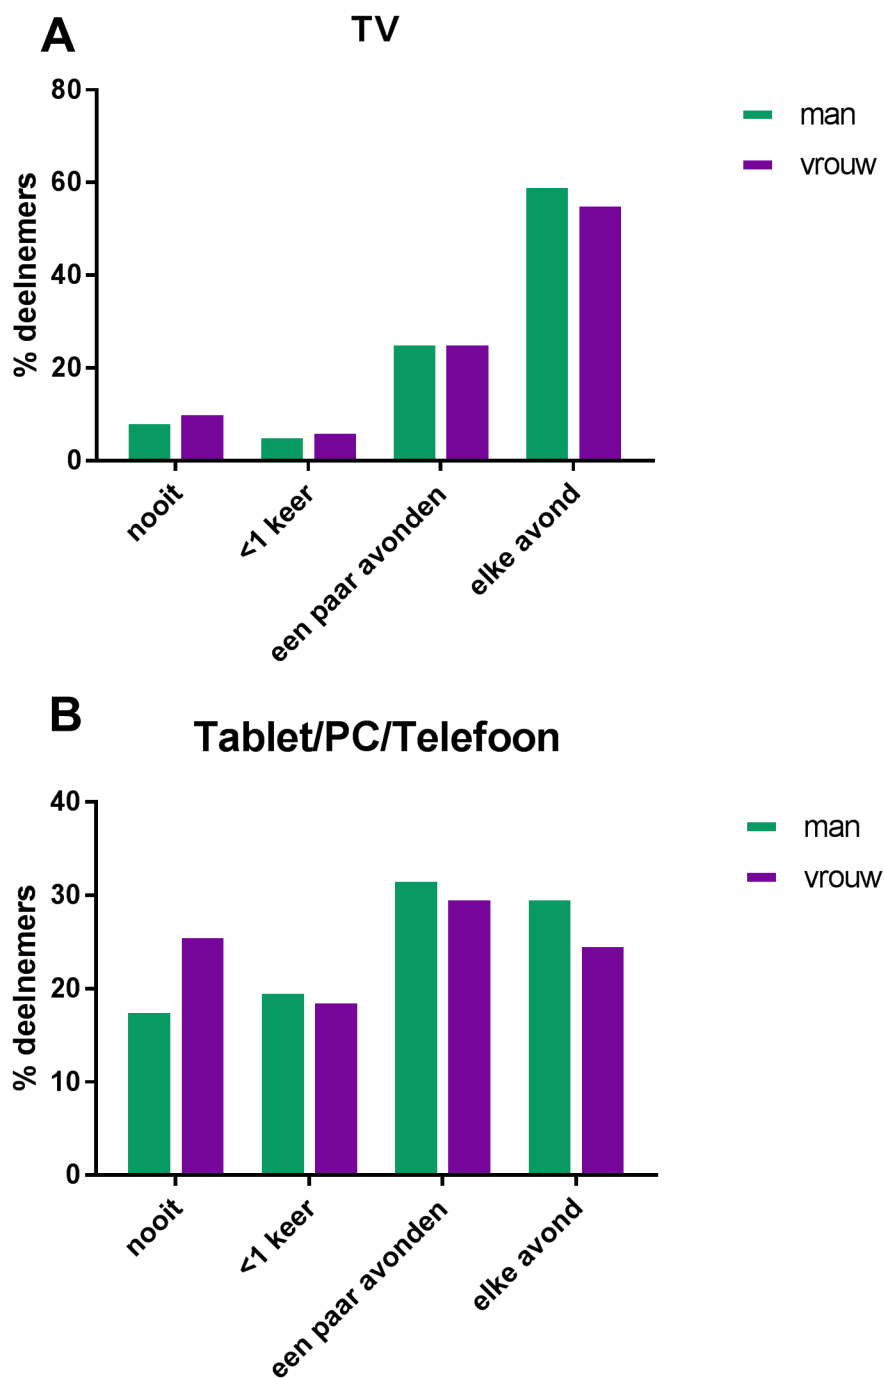 A
TV
80
60
40
20
0
% deelnemers
nooit
<1 keer
een paar avonden
elke avond
man
vrouw
B
Tablet/PC/Telefoon
40
30
20
10
0
% deelnemers
nooit
<1 keer
een paar avonden
elke avond
man
vrouw